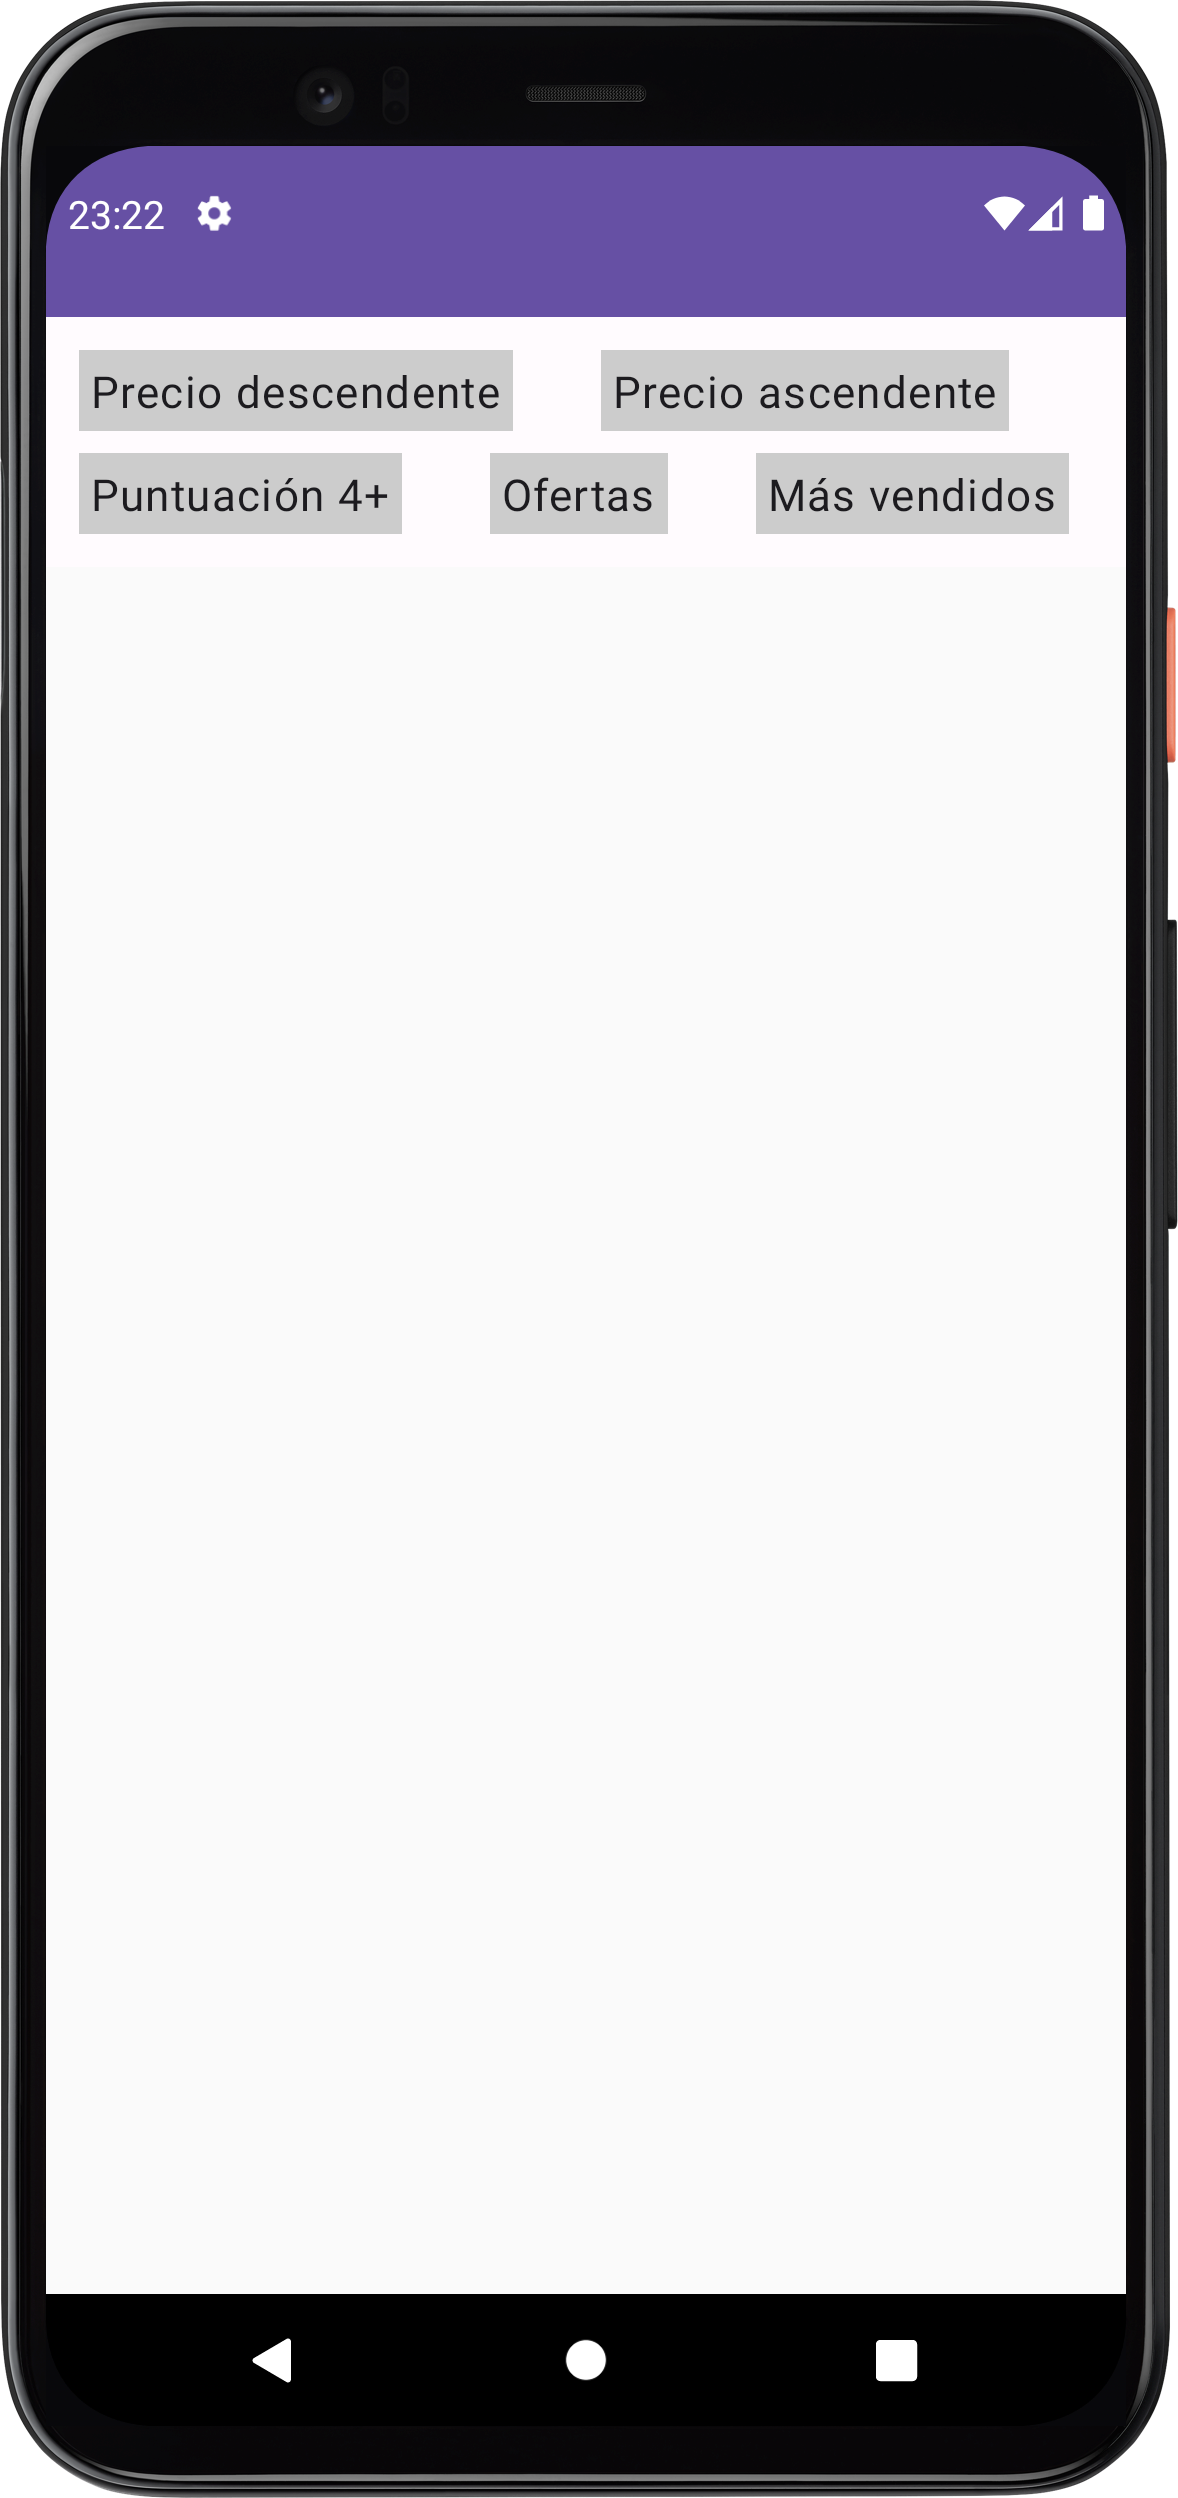 23:22
Precio descendente Precio ascendente
Puntuación 4+ Ofertas Más vendidos